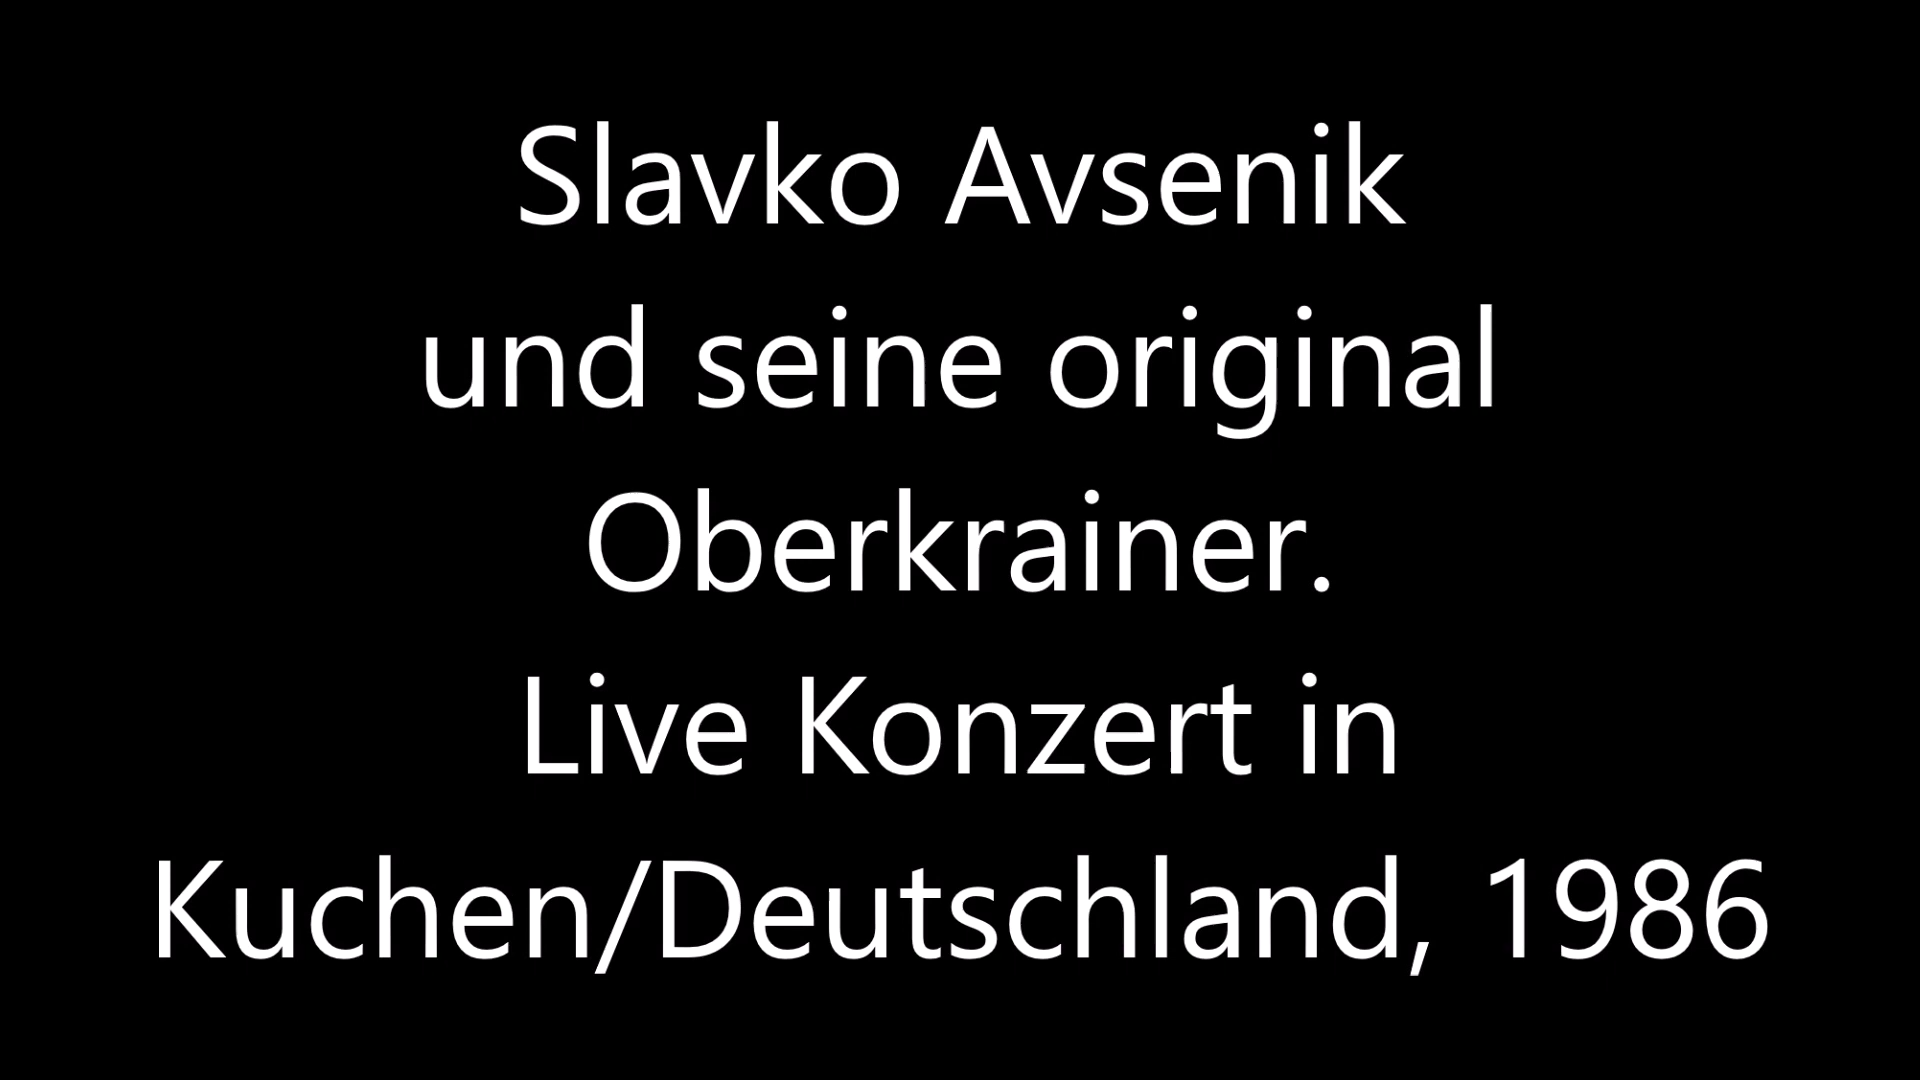 Slavko Avsenik
und seine original
Oberkrainer.
Live Konzert in
Kuchen/Deutschland, 1986